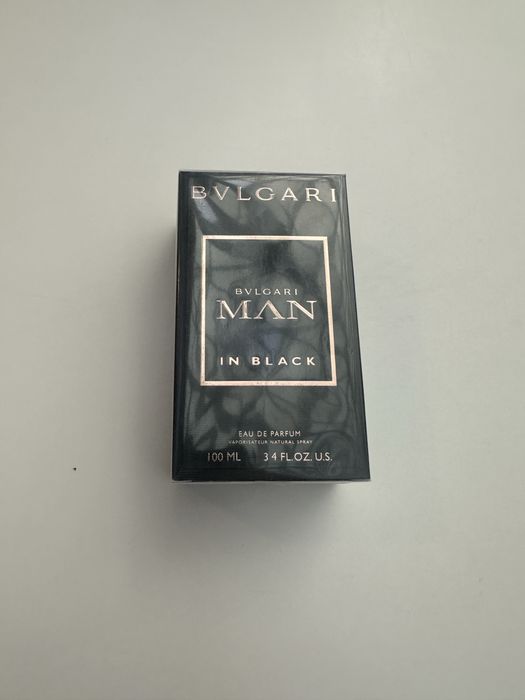 BVLGARI
BVLGARI
MAN
IN BLACK
EAU DE PARFUM
VAPORISATEUR NATURAL SPRAY
100 ML 3 4 FL.OZ. U.S.